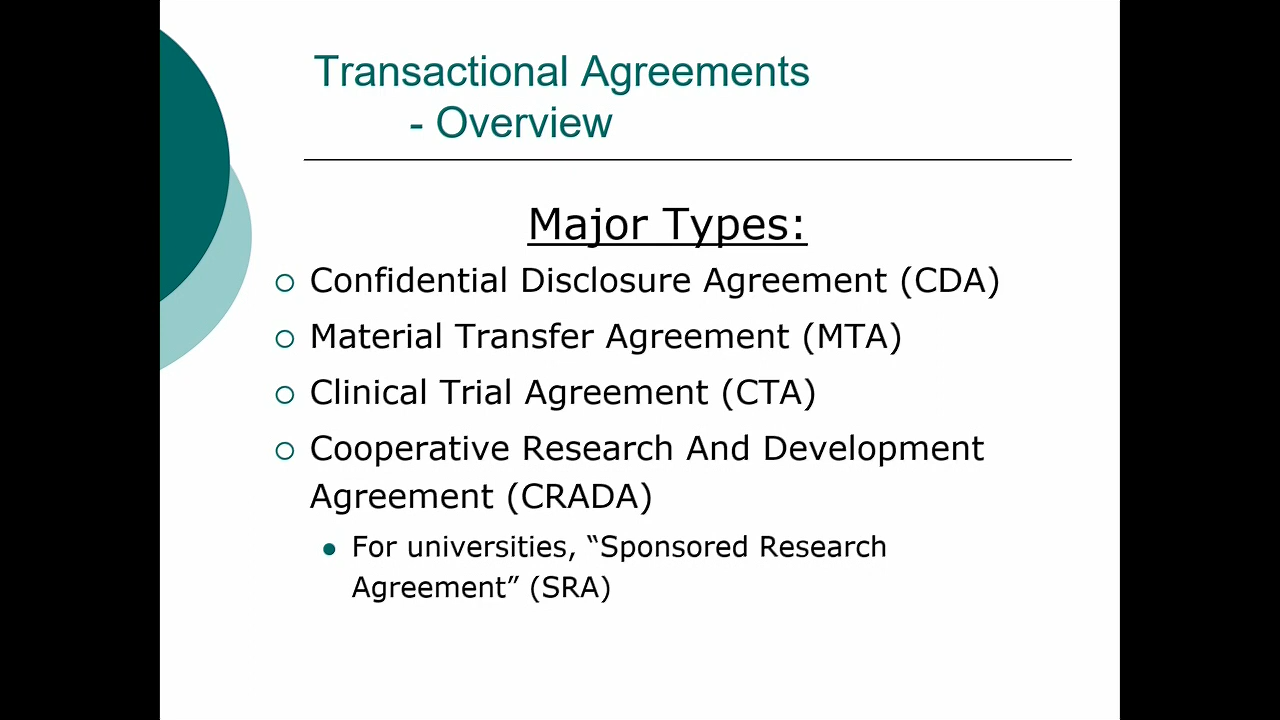 Transactional Agreements
- Overview
Major Types:
Confidential Disclosure Agreement (CDA)
Material Transfer Agreement (MTA)
Clinical Trial Agreement (CTA)
Cooperative Research And Development
Agreement (CRADA)
For universities, “Sponsored Research
Agreement” (SRA)